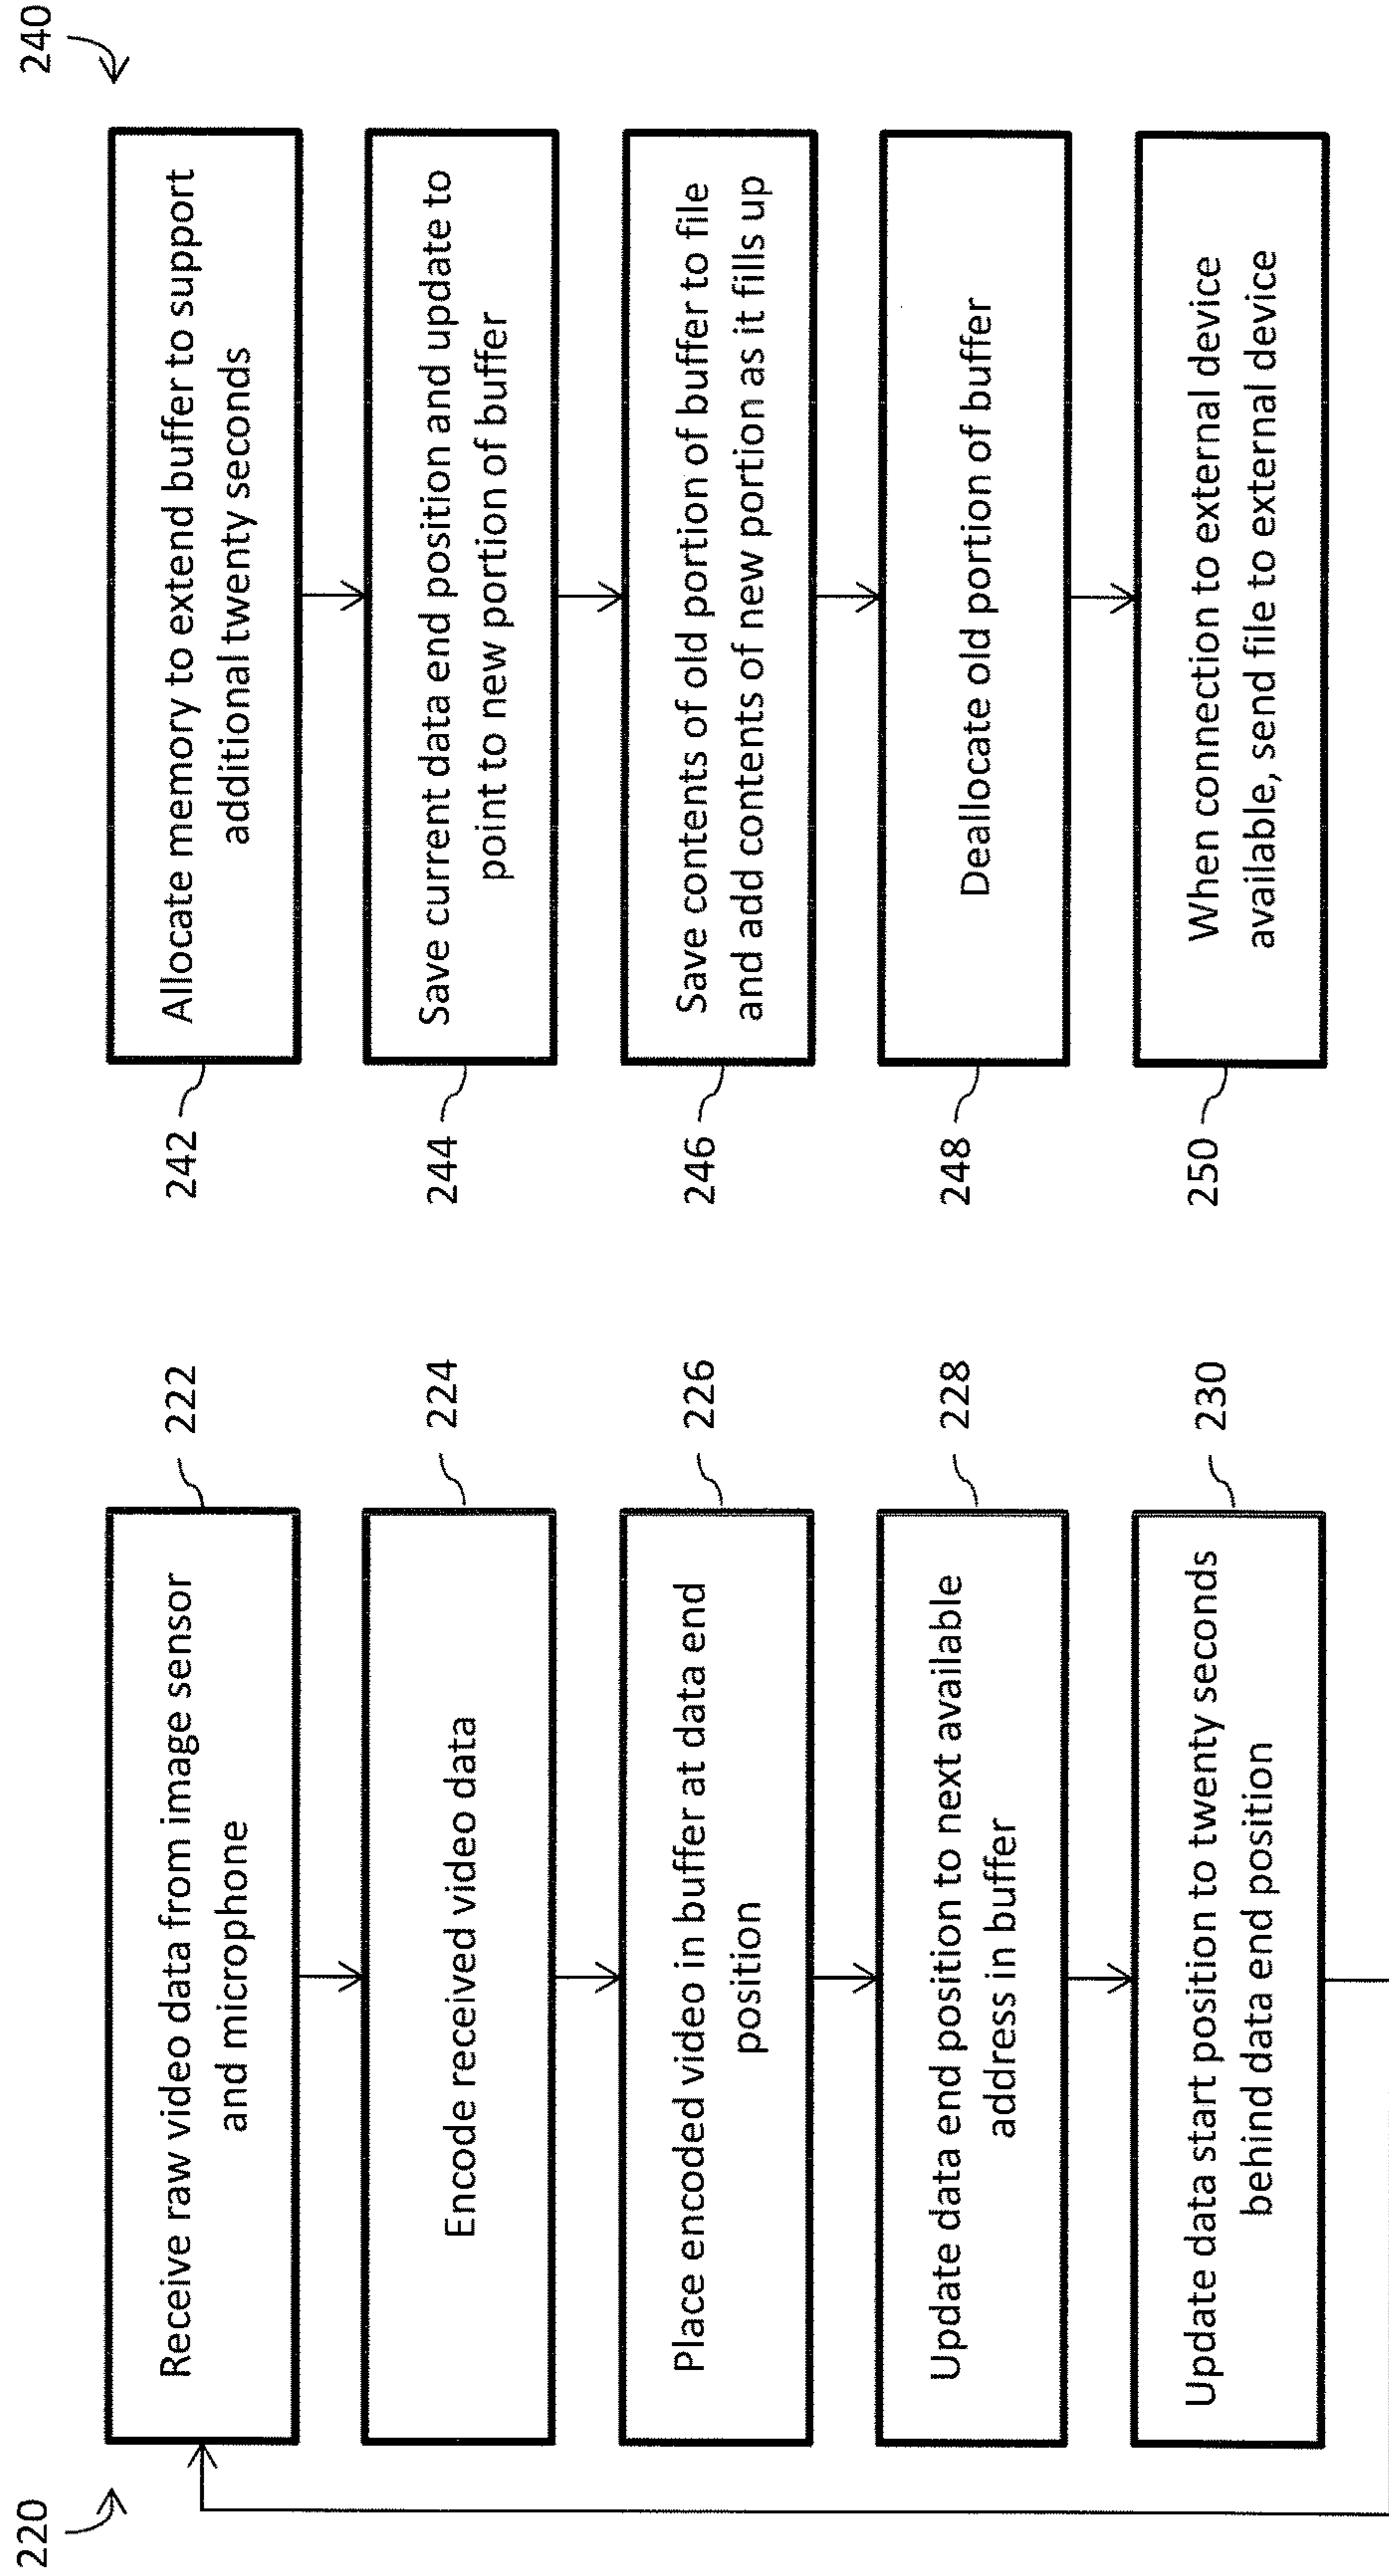 220
Receive raw video data from image sensor
and microphone
222
Encode received video data
224
Place encoded video in buffer at data end
position
226
Update data end position to next available
address in buffer
228
Update data start position to twenty seconds
behind data end position
230
240
242
Allocate memory to extend buffer to support
additional twenty seconds
244
Save current data end position and update to
point to new portion of buffer
246
Save contents of old portion of buffer to file
and add contents of new portion as it fills up
248
Deallocate old portion of buffer
250
When connection to external device
available, send file to external device